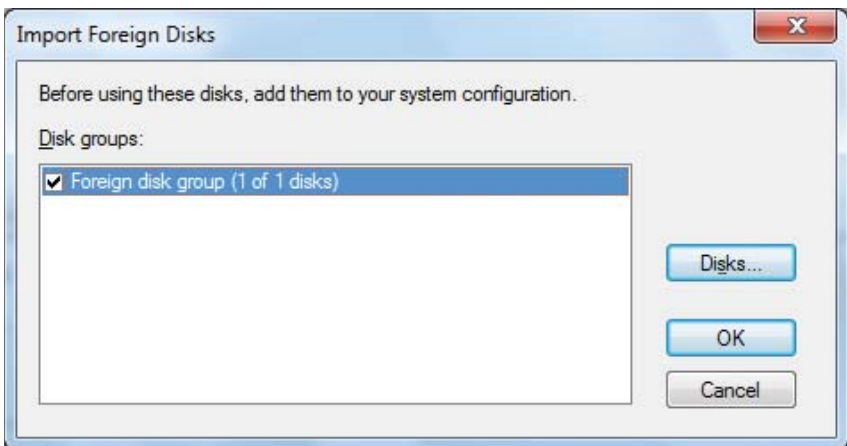 Import Foreign Disks
Before using these disks, add them to your system configuration.
Disk groups:
Foreign disk group (1 of 1 disks)
Disks...
OK
Cancel